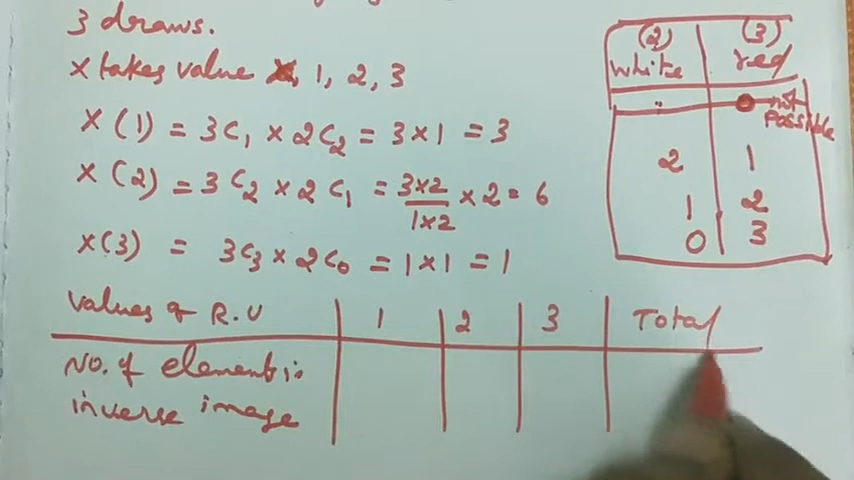 3 draws.
X takes value X, 1, 2, 3
X (1) = 3C₁ × 2C₂ = 3×1 = 3
X (2) = 3C₂ × 2C₁ = 3×2/1×2 × 2 = 6
X(3) = 3C₃ × 2C₀ = 1×1 = 1
(2) (3)
white red
not
possible
2 1
1 2
0 3
values of R.V 1 2 3 Total
No. of elements in
inverse image